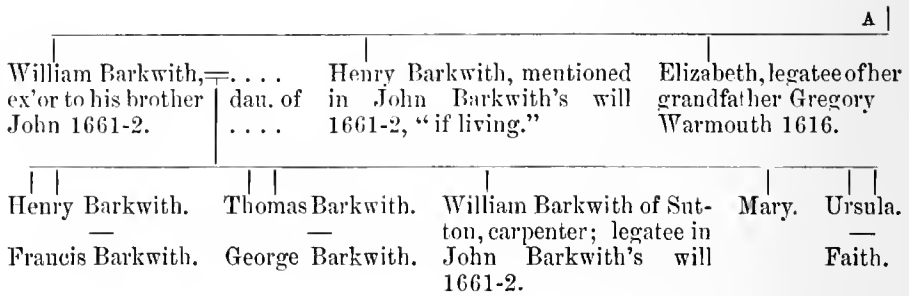 A
William Barkwith,=....
ex'or to his brother dau. of
John 1661-2. ....
Henry Barkwith, mentioned
in John Barkwith's will
1661-2, "if living."
Elizabeth, legatee of her
grandfather Gregory
Warmouth 1616.
Henry Barkwith.
—
Francis Barkwith.
Thomas Barkwith.
—
George Barkwith.
William Barkwith of Sut-
ton, carpenter; legatee in
John Barkwith's will
1661-2.
Mary.
Ursula.
—
Faith.